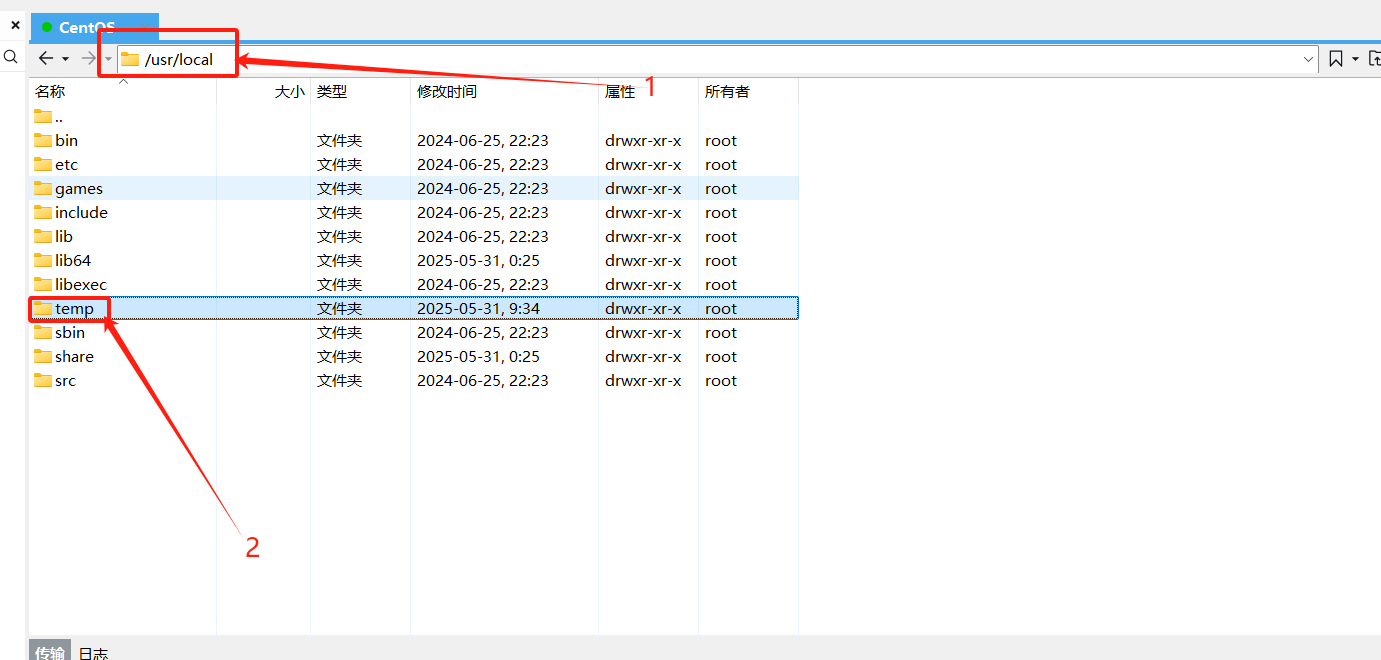 CentOS
/usr/local
1
名称 大小 类型 修改时间 属性 所有者
..
bin 文件夹 2024-06-25, 22:23 drwxr-xr-x root
etc 文件夹 2024-06-25, 22:23 drwxr-xr-x root
games 文件夹 2024-06-25, 22:23 drwxr-xr-x root
include 文件夹 2024-06-25, 22:23 drwxr-xr-x root
lib 文件夹 2024-06-25, 22:23 drwxr-xr-x root
lib64 文件夹 2025-05-31, 0:25 drwxr-xr-x root
libexec 文件夹 2024-06-25, 22:23 drwxr-xr-x root
temp 文件夹 2025-05-31, 9:34 drwxr-xr-x root
sbin 文件夹 2024-06-25, 22:23 drwxr-xr-x root
share 文件夹 2025-05-31, 0:25 drwxr-xr-x root
src 文件夹 2024-06-25, 22:23 drwxr-xr-x root
2
传输 日志